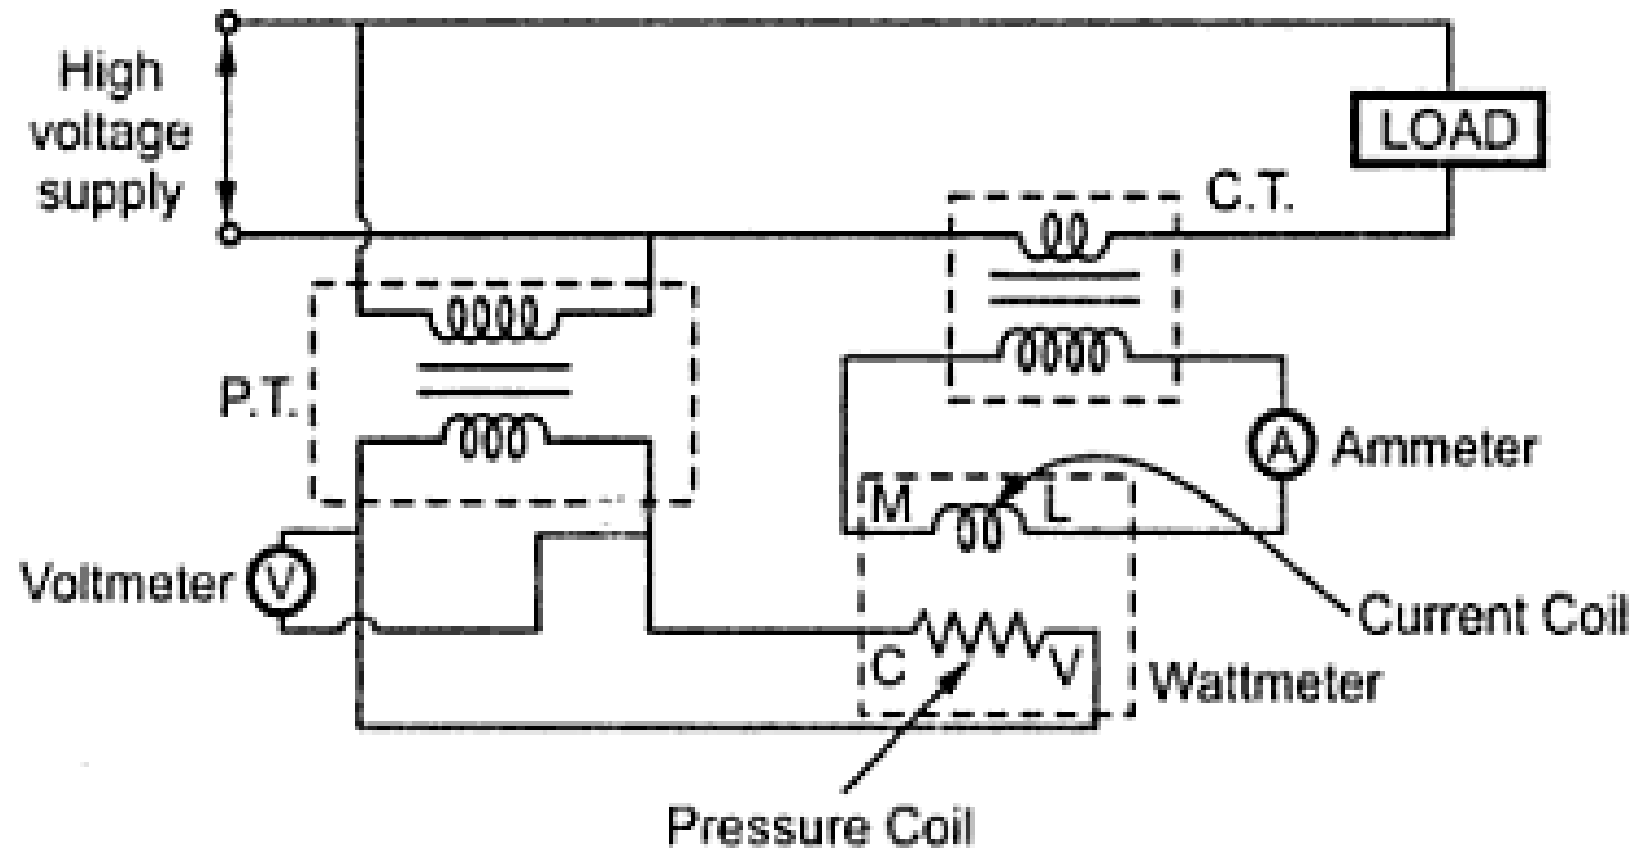 High
voltage
supply
LOAD
C.T.
P.T.
A Ammeter
M L
Voltmeter V
Current Coil
C V
Wattmeter
Pressure Coil